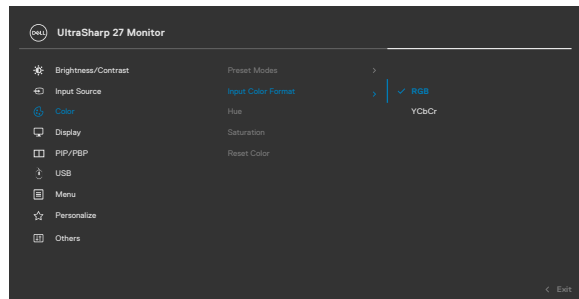 DELL UltraSharp 27 Monitor
Brightness/Contrast Preset Modes >
Input Source Input Color Format > ✓ RGB
Color Hue YCbCr
Display Saturation
PIP/PBP Reset Color
USB
Menu
Personalize
Others
< Exit